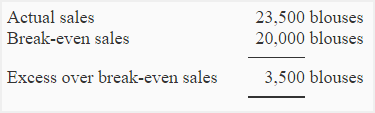 Actual sales 23,500 blouses
Break-even sales 20,000 blouses
Excess over break-even sales 3,500 blouses